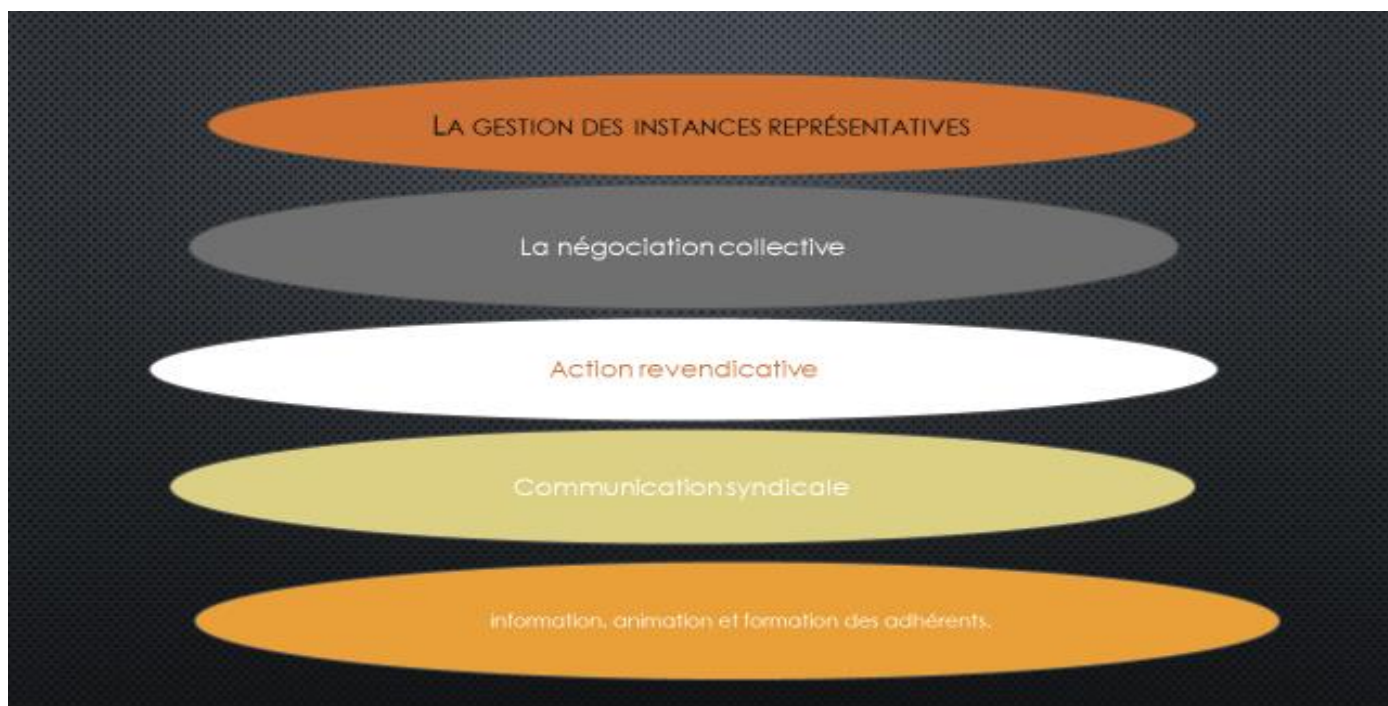 LA GESTION DES INSTANCES REPRÉSENTATIVES
La négociation collective
Action revendicative
Communication syndicale
information, animation et formation des adhérents.